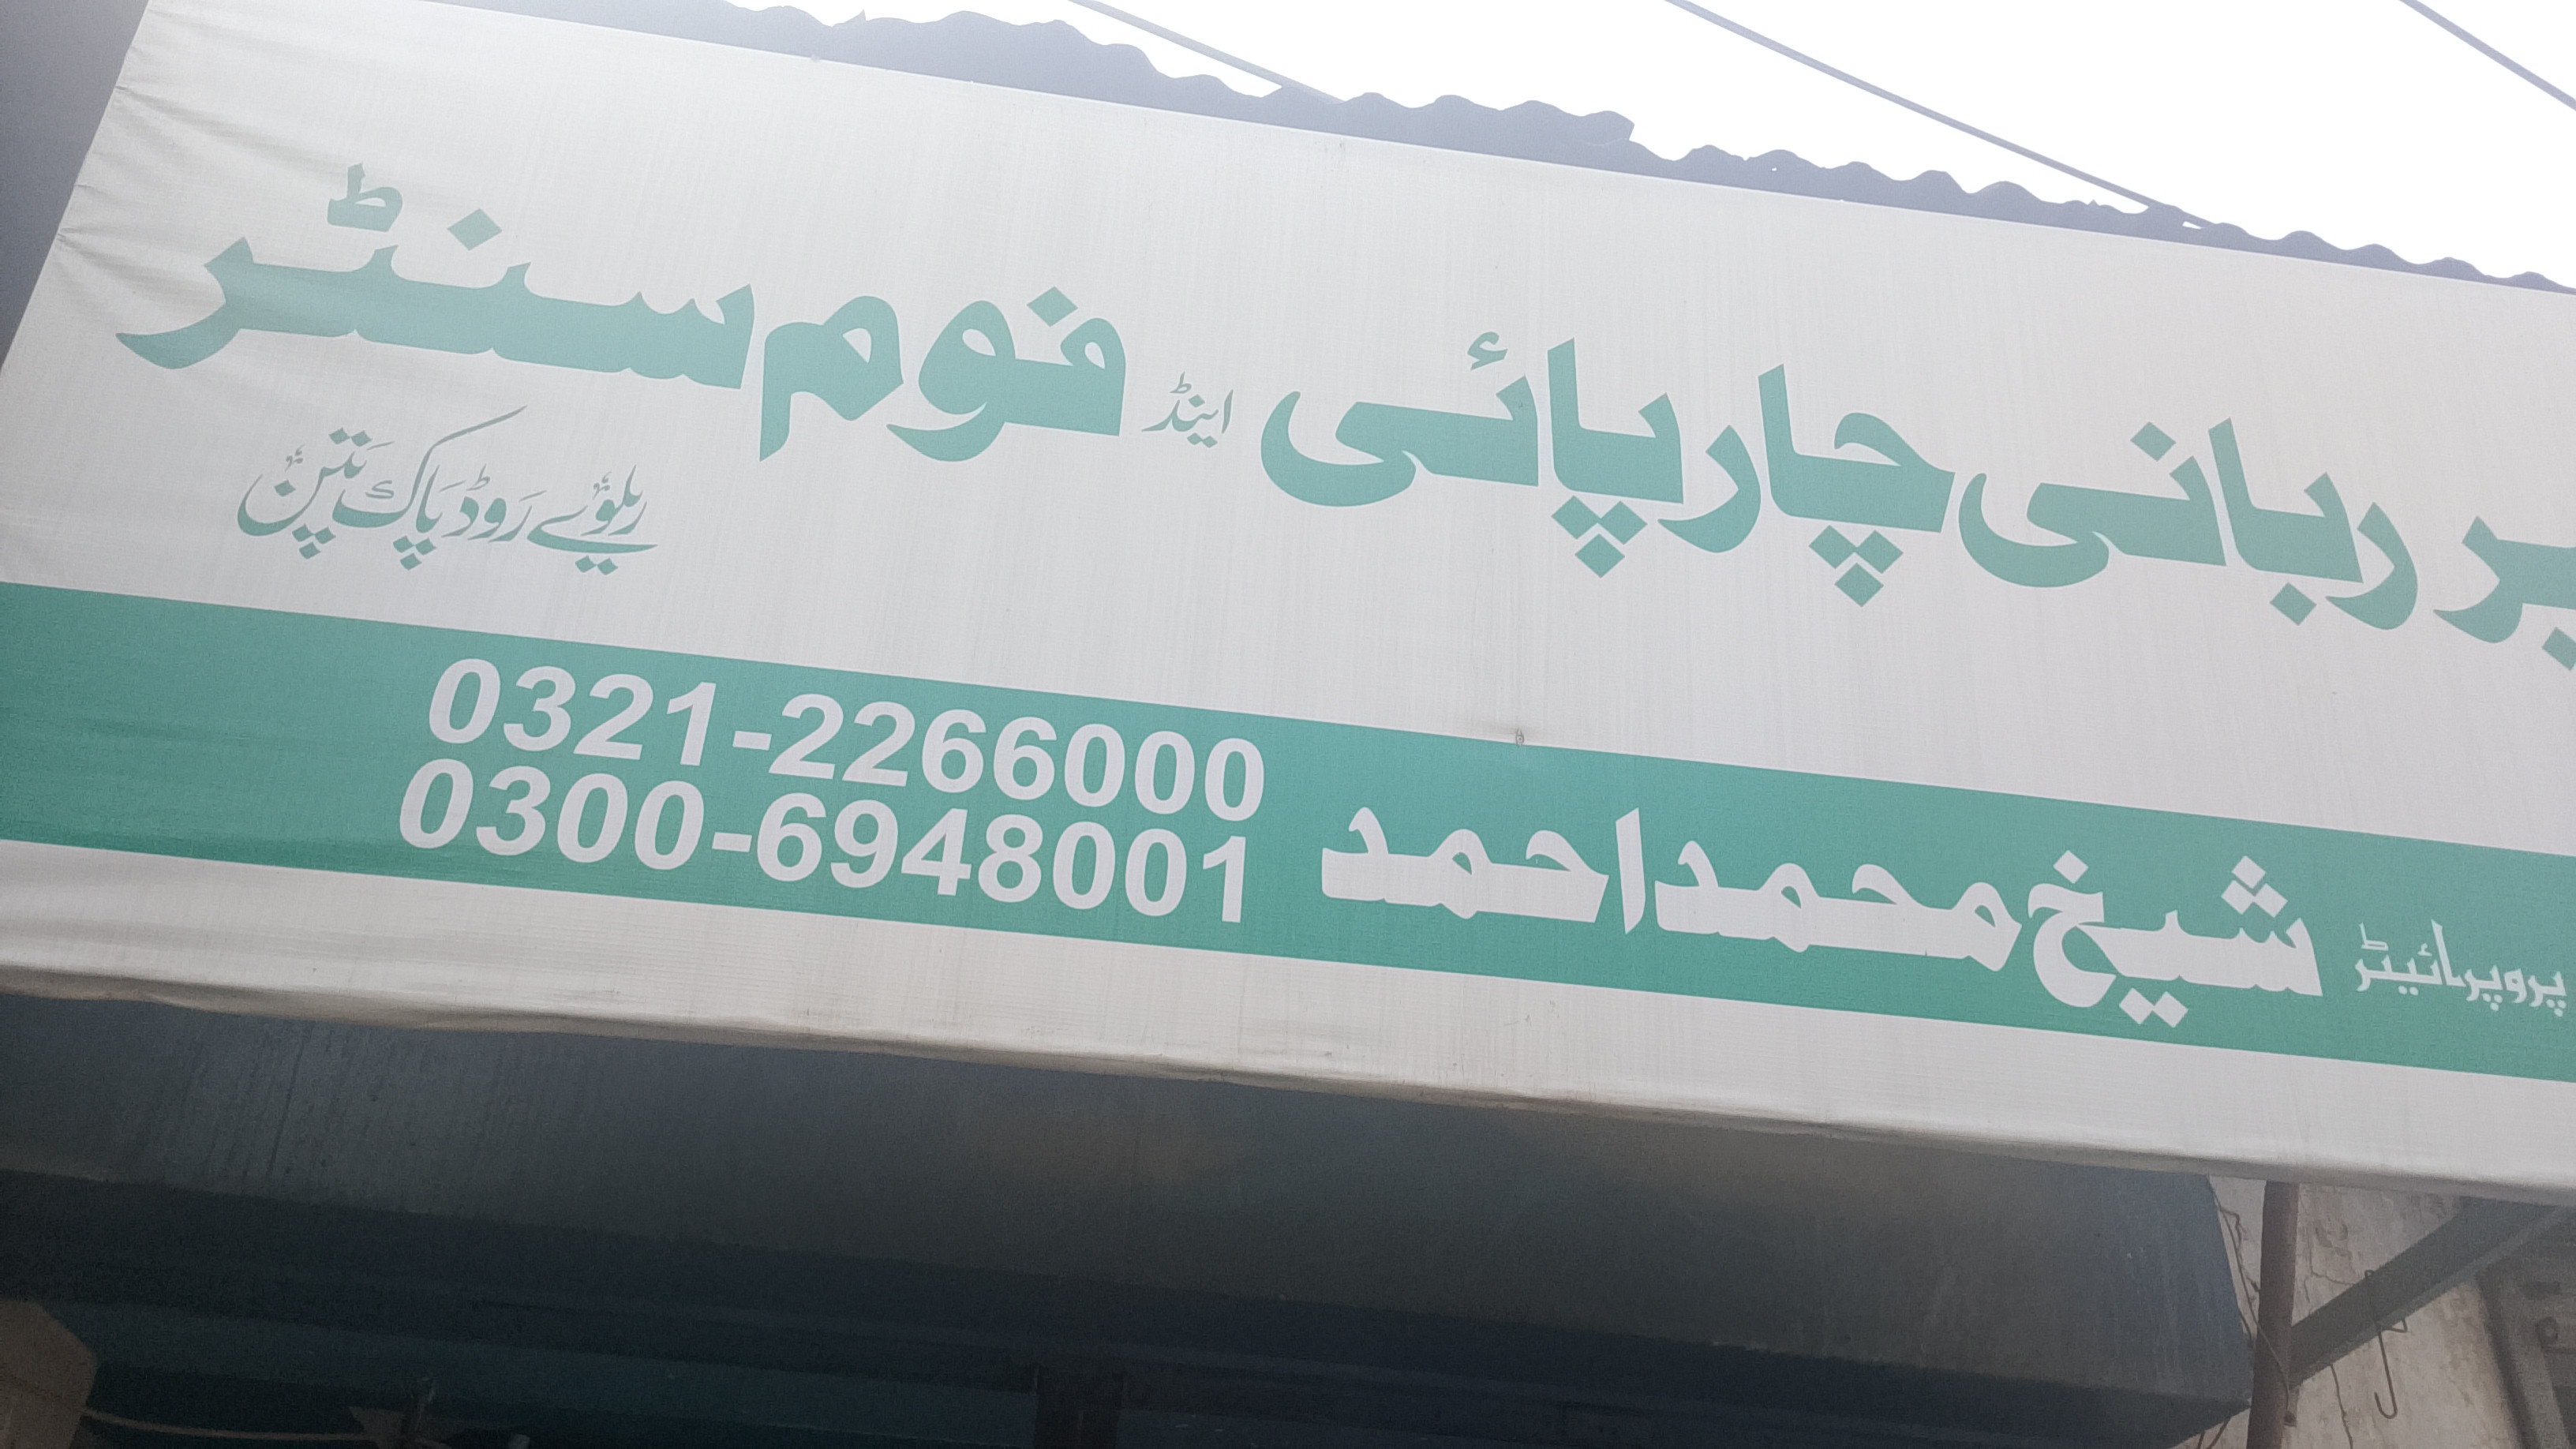 ربانی چارپائی اینڈ فوم سنٹر
ریلوے روڈ پاکپتن
پروپرائیٹر شیخ محمد احمد
0321-2266000
0300-6948001